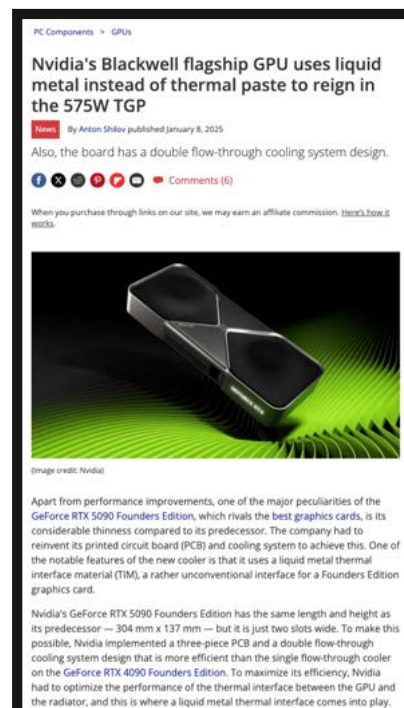 PC Components > GPUs
Nvidia's Blackwell flagship GPU uses liquid
metal instead of thermal paste to reign in
the 575W TGP
News By Anton Shilov published January 8, 2025
Also, the board has a double flow-through cooling system design.
Comments (6)
When you purchase through links on our site, we may earn an affiliate commission. Here's how it
works.
(Image credit: Nvidia)
Apart from performance improvements, one of the major peculiarities of the
GeForce RTX 5090 Founders Edition, which rivals the best graphics cards, is its
considerable thinness compared to its predecessor. The company had to
reinvent its printed circuit board (PCB) and cooling system to achieve this. One of
the notable features of the new cooler is that it uses a liquid metal thermal
interface material (TIM), a rather unconventional interface for a Founders Edition
graphics card.
Nvidia's GeForce RTX 5090 Founders Edition has the same length and height as
its predecessor — 304 mm x 137 mm — but it is just two slots wide. To make this
possible, Nvidia implemented a three-piece PCB and a double flow-through
cooling system design that is more efficient than the single flow-through cooler
on the GeForce RTX 4090 Founders Edition. To maximize its efficiency, Nvidia
had to optimize the performance of the thermal interface between the GPU and
the radiator, and this is where a liquid metal thermal interface comes into play.